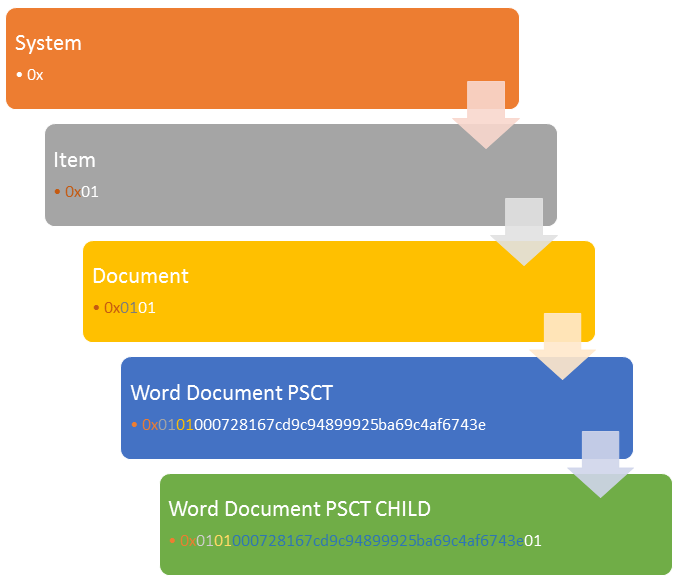 System
• 0x
Item
• 0x01
Document
• 0x0101
Word Document PSCT
• 0x0101000728167cd9c94899925ba69c4af6743e
Word Document PSCT CHILD
• 0x0101000728167cd9c94899925ba69c4af6743e01